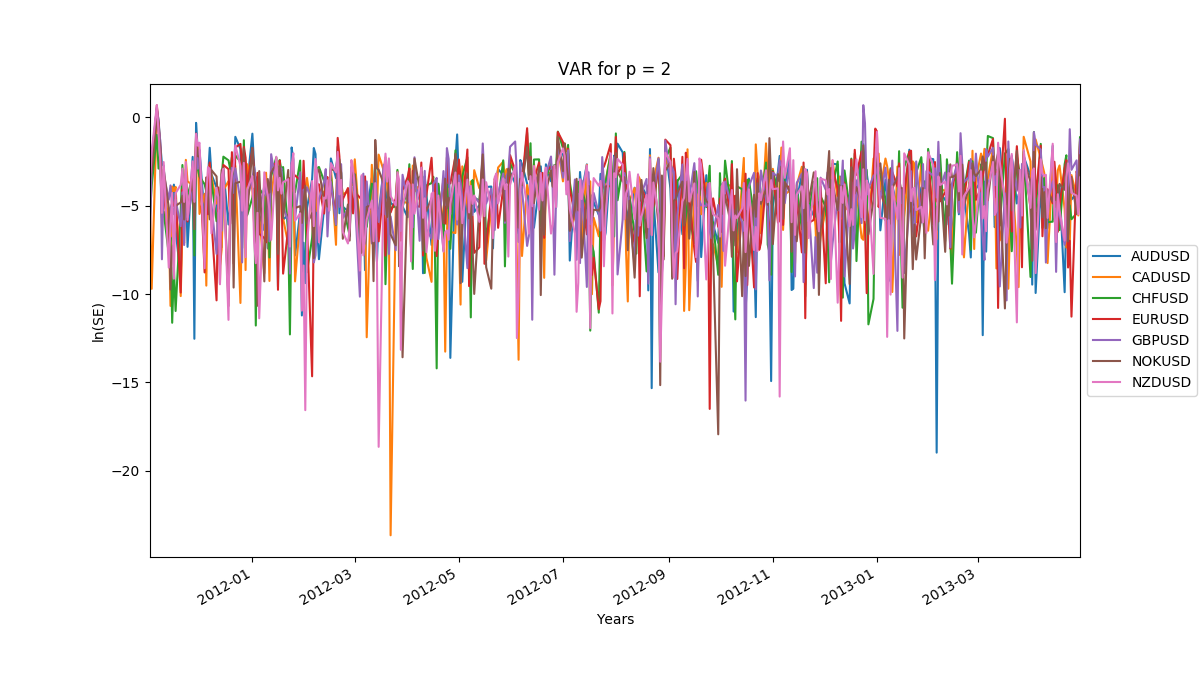 VAR for p = 2
0
−5
−10
−15
−20
ln(SE)
2012-01
2012-03
2012-05
2012-07
2012-09
2012-11
2013-01
2013-03
Years
AUDUSD
CADUSD
CHFUSD
EURUSD
GBPUSD
NOKUSD
NZDUSD